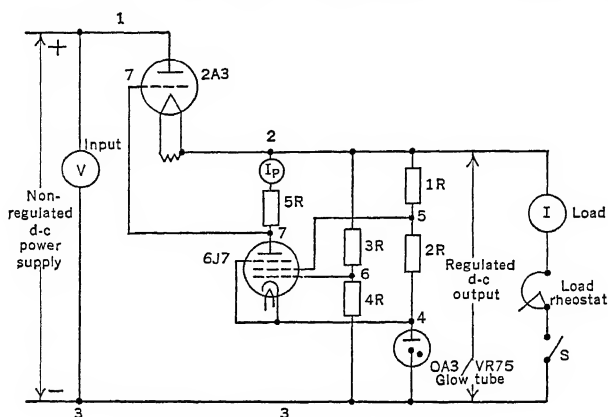 1
+
7
2A3
2
Input
V
Ip
Non-
regulated
d-c
power
supply
5R
1R
7
5
I
Load
6J7
3R
2R
Regulated
d-c
output
6
4R
Load
rheostat
4
S
OA3/VR75
Glow tube
−
3
3